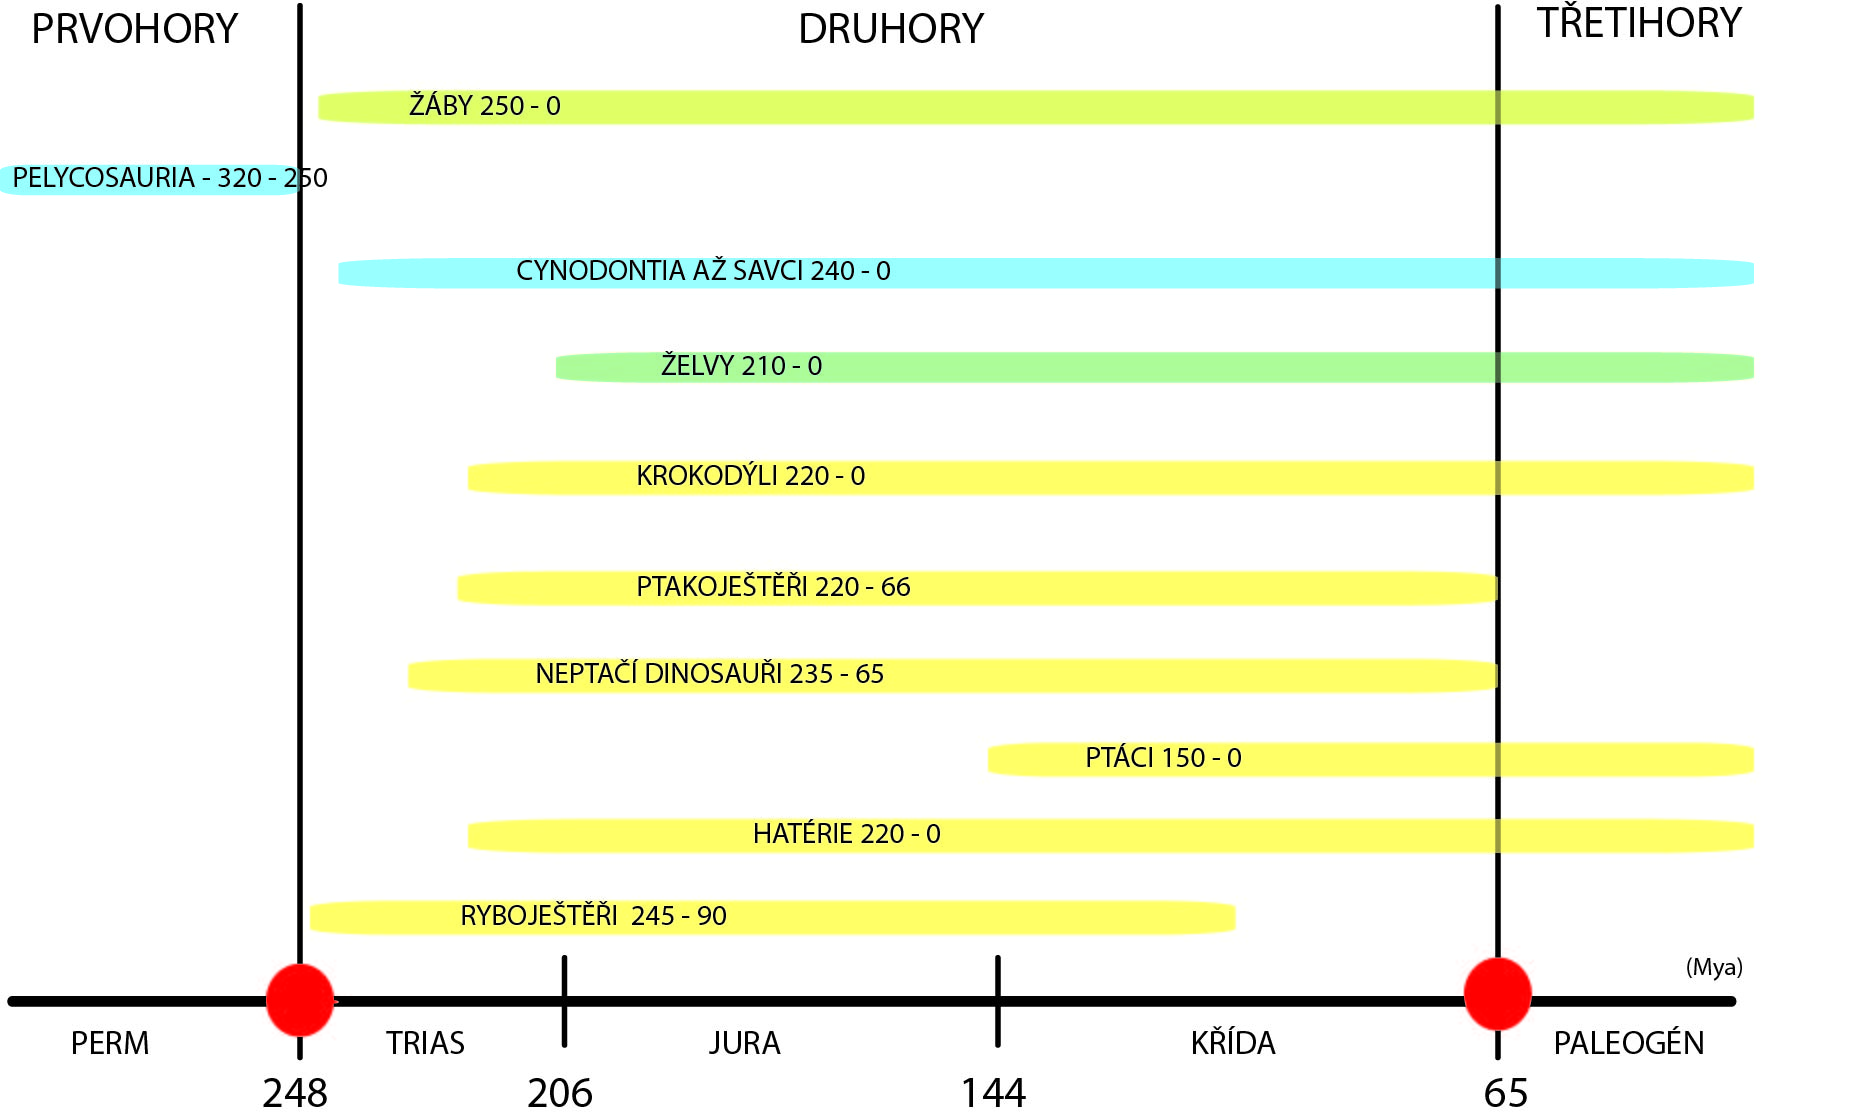 PRVOHORY DRUHORY TŘETIHORY
ŽÁBY 250 - 0
PELYCOSAURIA - 320 - 250
CYNODONTIA AŽ SAVCI 240 - 0
ŽELVY 210 - 0
KROKODÝLI 220 - 0
PTAKOJEŠTĚŘI 220 - 66
NEPTAČÍ DINOSAUŘI 235 - 65
PTÁCI 150 - 0
HATÉRIE 220 - 0
RYBOJEŠTĚŘI 245 - 90
(Mya)
PERM TRIAS JURA KŘÍDA PALEOGÉN
248 206 144 65